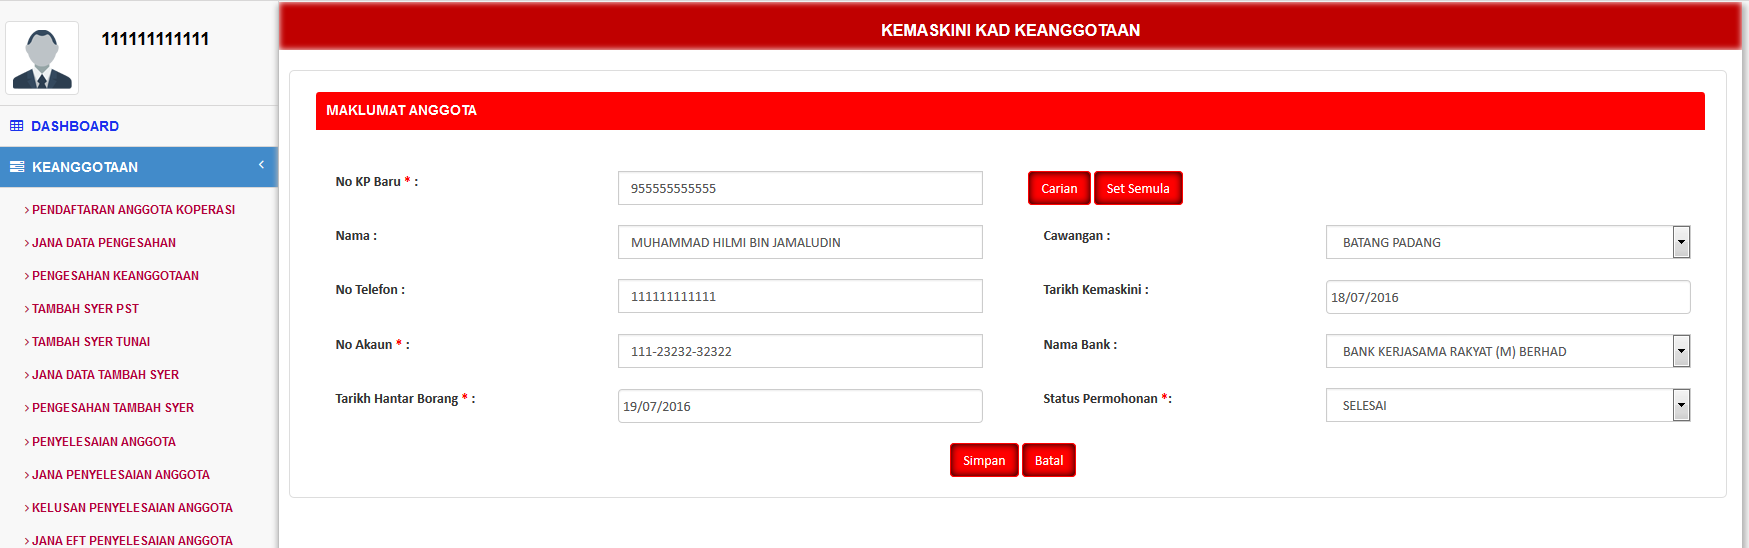 111111111111
DASHBOARD
KEANGGOTAAN
PENDAFTARAN ANGGOTA KOPERASI
JANA DATA PENGESAHAN
PENGESAHAN KEANGGOTAAN
TAMBAH SYER PST
TAMBAH SYER TUNAI
JANA DATA TAMBAH SYER
PENGESAHAN TAMBAH SYER
PENYELESAIAN ANGGOTA
JANA PENYELESAIAN ANGGOTA
KELUSAN PENYELESAIAN ANGGOTA
JANA EFT PENYELESAIAN ANGGOTA
KEMASKINI KAD KEANGGOTAAN
MAKLUMAT ANGGOTA
No KP Baru * : 955555555555 Carian Set Semula
Nama : MUHAMMAD HILMI BIN JAMALUDIN Cawangan : BATANG PADANG
No Telefon : 111111111111 Tarikh Kemaskini : 18/07/2016
No Akaun * : 111-23232-32322 Nama Bank : BANK KERJASAMA RAKYAT (M) BERHAD
Tarikh Hantar Borang * : 19/07/2016 Status Permohonan *: SELESAI
Simpan Batal